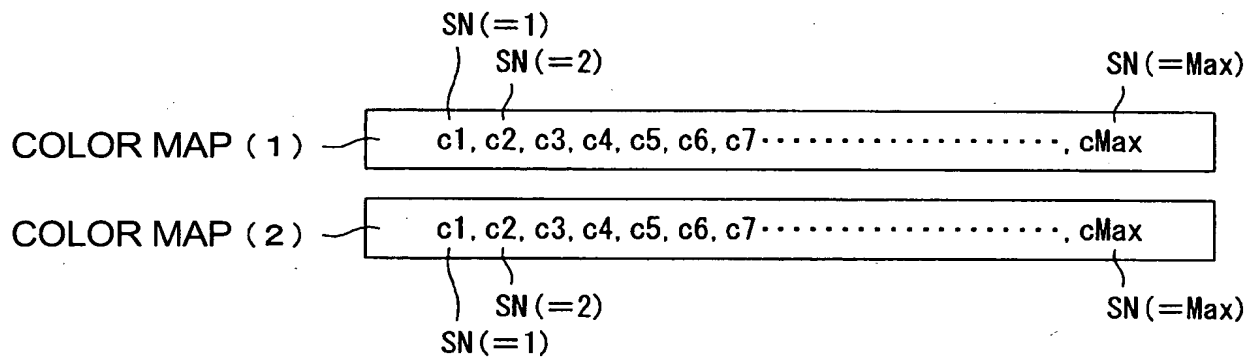 SN(=1)
SN(=2)
SN(=Max)
COLOR MAP (1)
c1, c2, c3, c4, c5, c6, c7····················, cMax
COLOR MAP (2)
c1, c2, c3, c4, c5, c6, c7····················, cMax
SN(=2)
SN(=Max)
SN(=1)